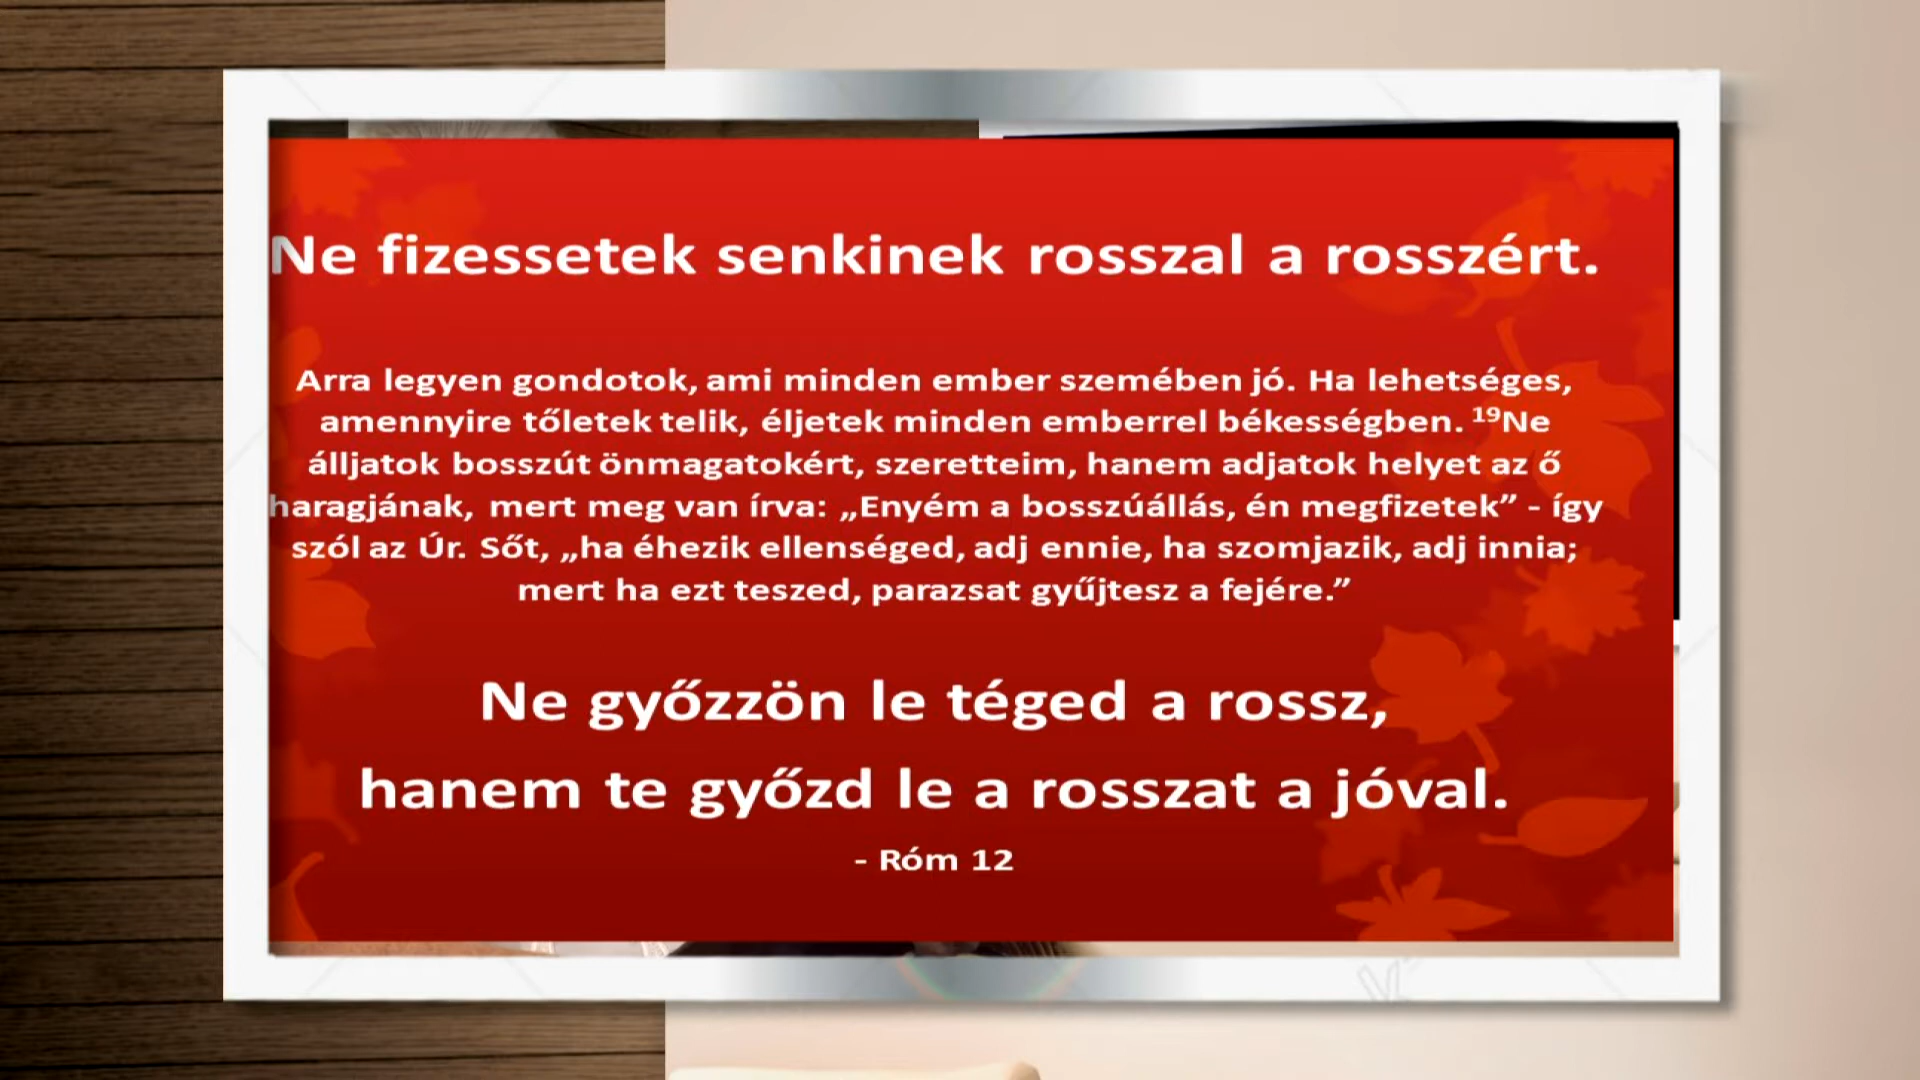 Ne fizessetek senkinek rosszal a rosszért.
Arra legyen gondotok, ami minden ember szemében jó. Ha lehetséges,
amennyire tőletek telik, éljetek minden emberrel békességben. ¹⁹Ne
álljatok bosszút önmagatokért, szeretteim, hanem adjatok helyet az ő
haragjának, mert meg van írva: „Enyém a bosszúállás, én megfizetek” - így
szól az Úr. Sőt, „ha éhezik ellenséged, adj ennie, ha szomjazik, adj innia;
mert ha ezt teszed, parazsat gyűjtesz a fejére.”
Ne győzzön le téged a rossz,
hanem te győzd le a rosszat a jóval.
- Róm 12